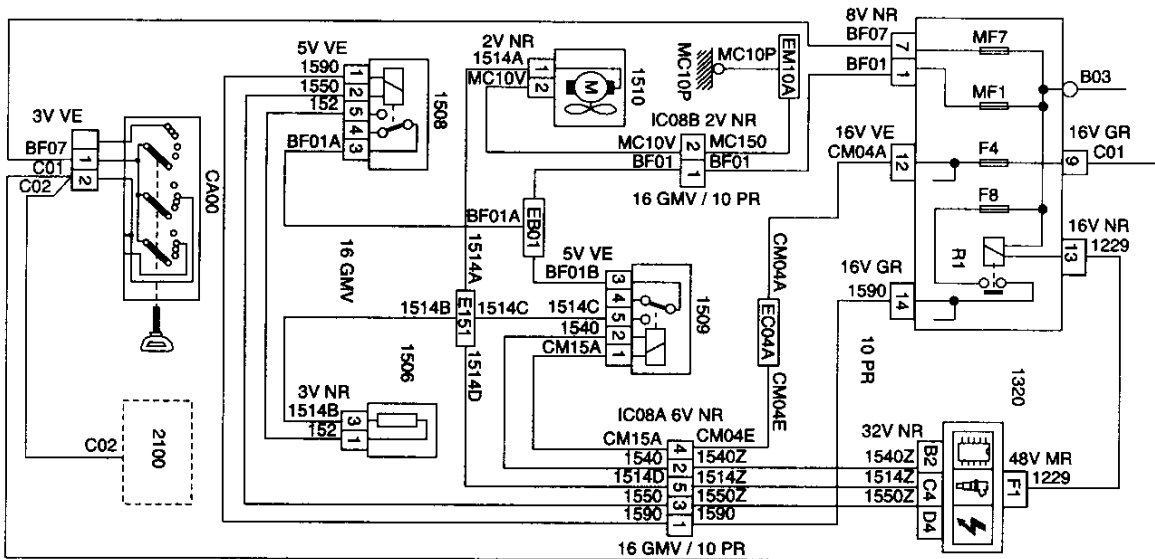 3V VE
BF07
C01
C02
1
2
CA00
C02
2100
5V VE
1590
1550
152
BF01A
1
2
5
4
3
1508
2V NR
1514A
MC10V
1
2
M
1510
MC10P
MC10P
EM10A
IC08B 2V NR
MC10V
2
MC150
BF01
1
BF01
16 GMV / 10 PR
BF01A
EB01
16 GMV
1514A
1514B
E151
1514C
1514D
5V VE
BF01B
1514C
1540
CM15A
3
4
5
2
1
1509
1506
3V NR
1514B
152
3
1
CM04A
EC04A
CM04E
IC08A 6V NR
CM15A
4
CM04E
1540
2
1540Z
1514D
5
1514Z
1550
3
1550Z
1590
1
1590
16 GMV / 10 PR
8V NR
BF07
7
BF01
1
MF7
MF1
B03
16V VE
CM04A
12
F4
16V GR
9
C01
F8
16V NR
13
1229
R1
16V GR
1590
14
10 PR
1320
32V NR
1540Z
B2
1514Z
C4
1550Z
D4
48V MR
F1
1229